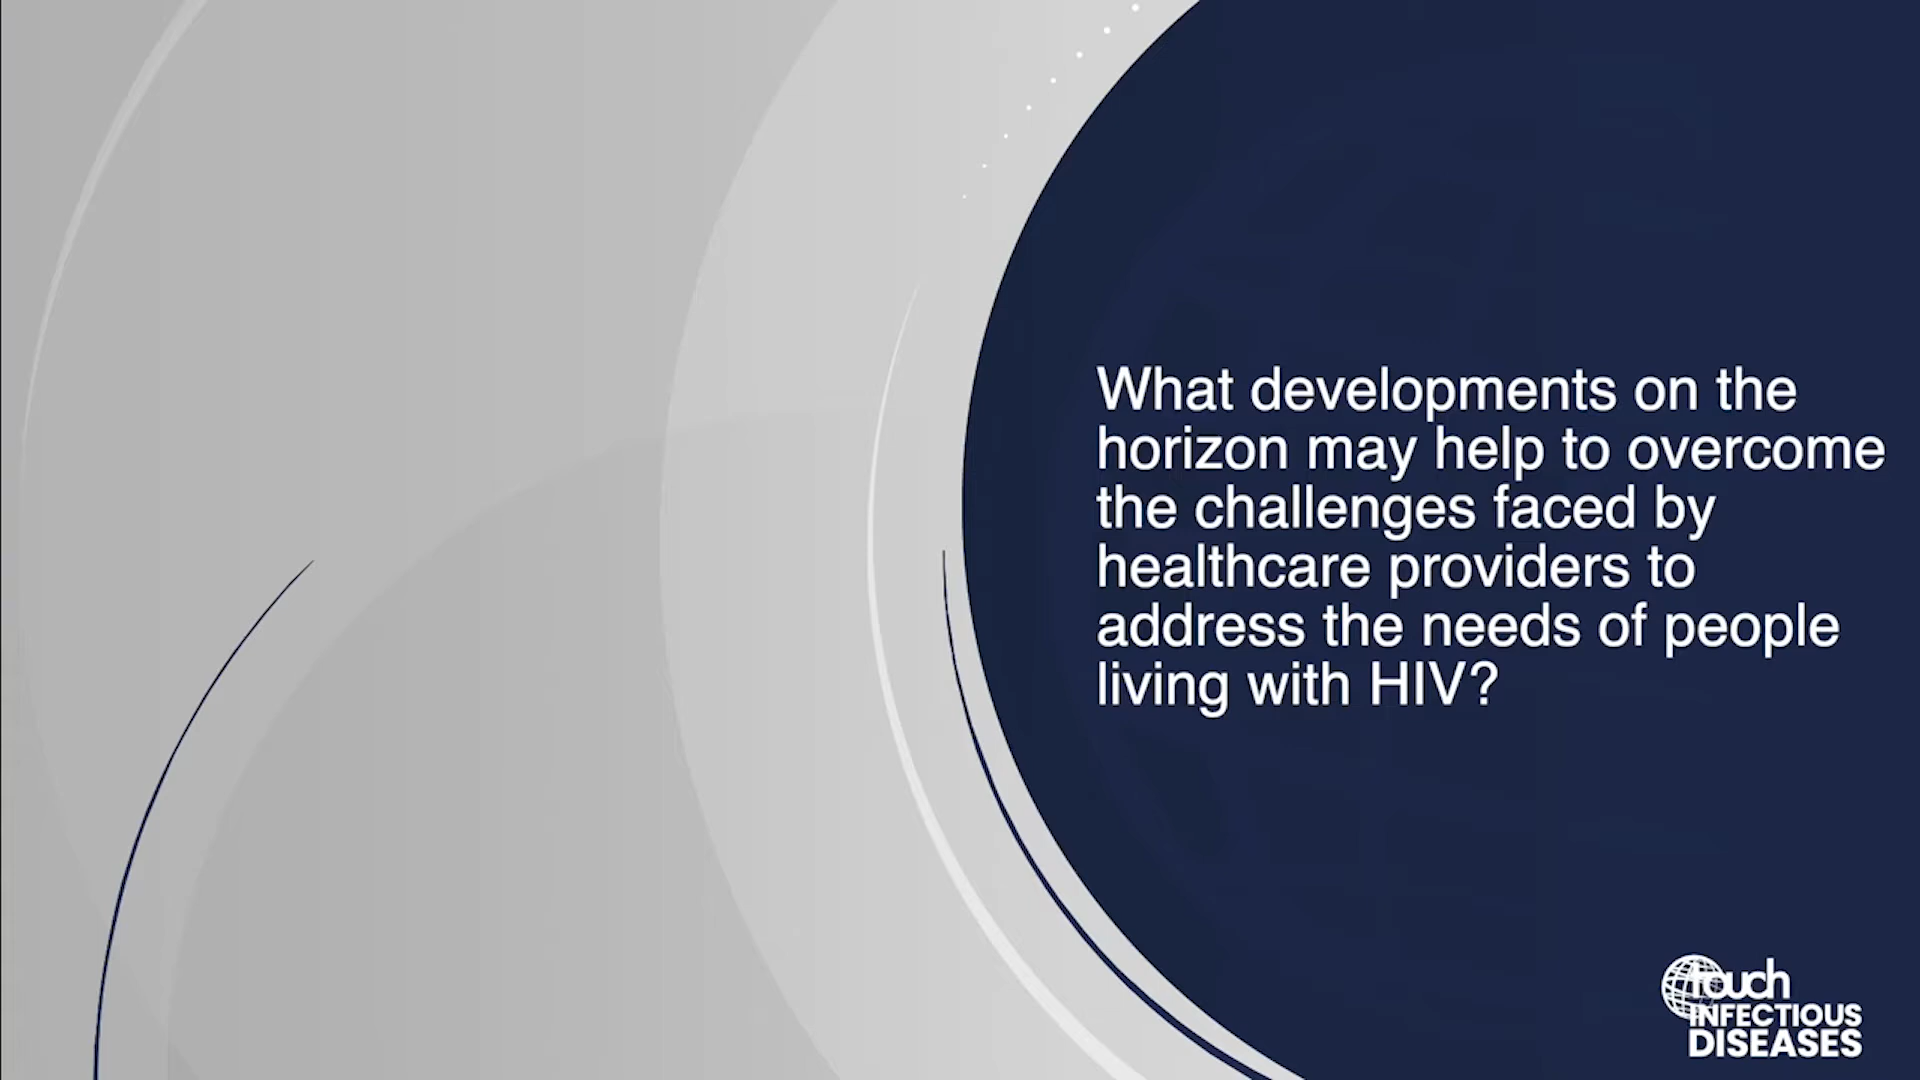 What developments on the
horizon may help to overcome
the challenges faced by
healthcare providers to
address the needs of people
living with HIV?
touch
INFECTIOUS
DISEASES